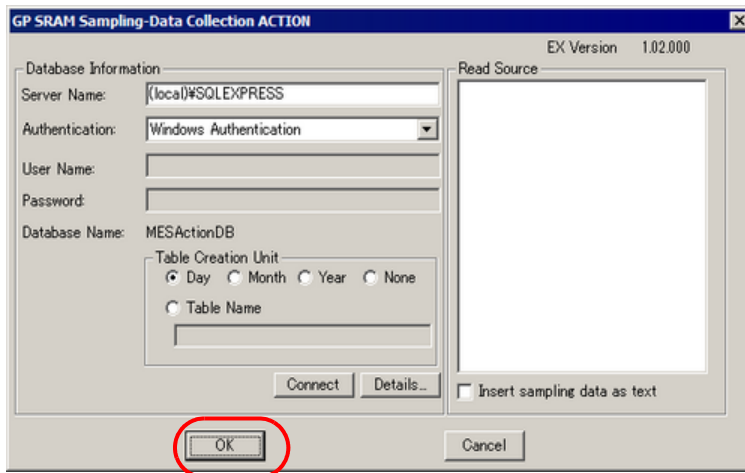 GP SRAM Sampling-Data Collection ACTION
EX Version 1.02.000
Database Information
Server Name: (local)¥SQLEXPRESS
Authentication: Windows Authentication
User Name:
Password:
Database Name: MESActionDB
Table Creation Unit
Day Month Year None
Table Name
Connect Details...
Read Source
Insert sampling data as text
OK Cancel